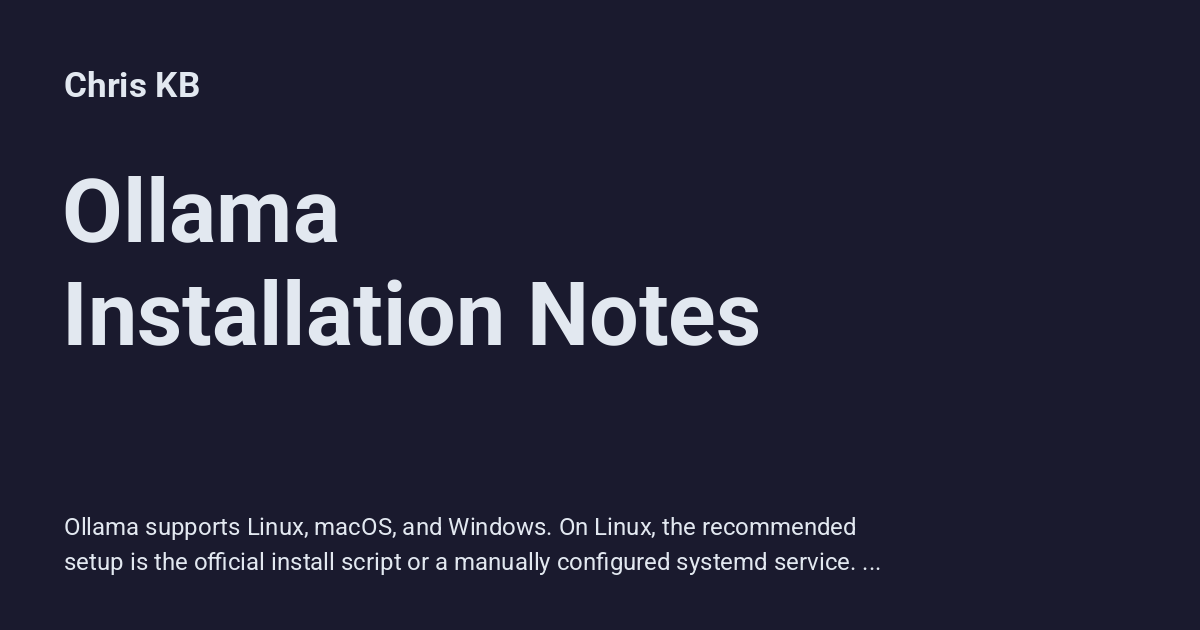 Chris KB
Ollama
Installation Notes
Ollama supports Linux, macOS, and Windows. On Linux, the recommended
setup is the official install script or a manually configured systemd service. ...